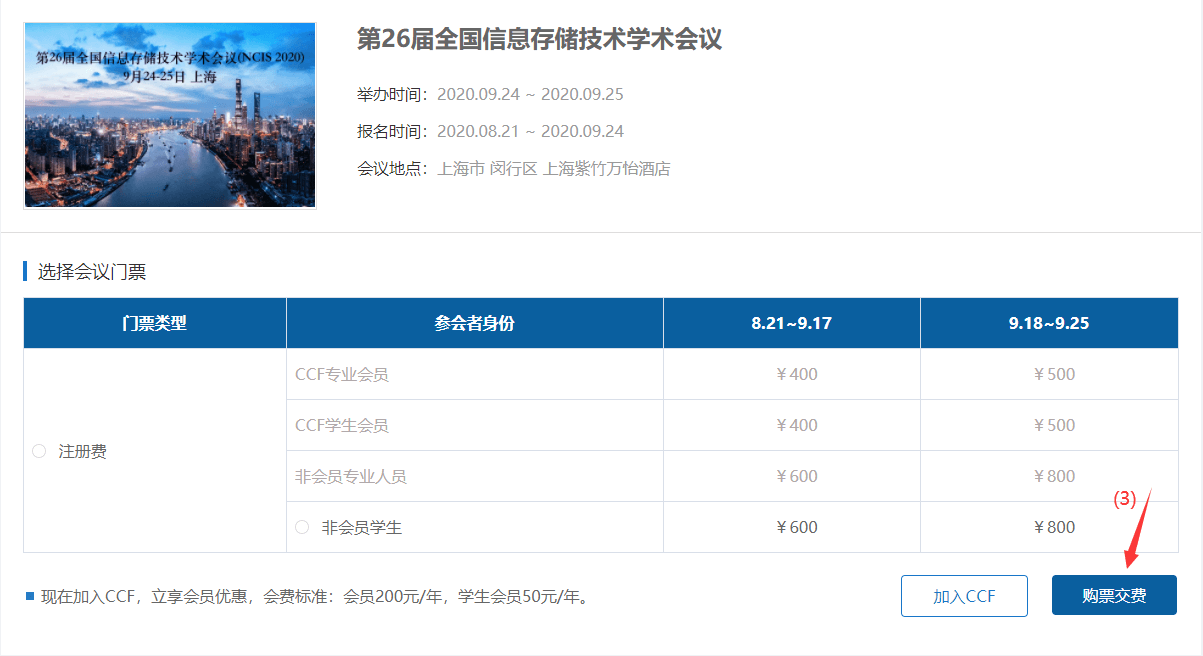 第26届全国信息存储技术学术会议(NCIS 2020)
9月24-25日 上海
第26届全国信息存储技术学术会议
举办时间：2020.09.24 ~ 2020.09.25
报名时间：2020.08.21 ~ 2020.09.24
会议地点：上海市 闵行区 上海紫竹万怡酒店
选择会议门票
门票类型 参会者身份 8.21~9.17 9.18~9.25
CCF专业会员 ￥400 ￥500
CCF学生会员 ￥400 ￥500
注册费
非会员专业人员 ￥600 ￥800
(3)
非会员学生 ￥600 ￥800
现在加入CCF，立享会员优惠，会费标准：会员200元/年，学生会员50元/年。
加入CCF
购票交费